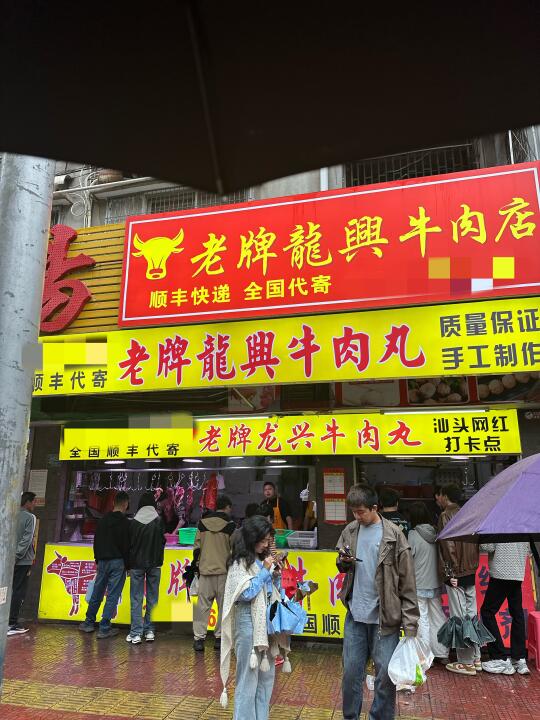 老牌龍興牛肉店
顺丰快递 全国代寄
老牌龍興牛肉丸
质量保证
手工制作
顺丰代寄
全国顺丰代寄
老牌龙兴牛肉丸
汕头网红
打卡点
牌
国顺丰